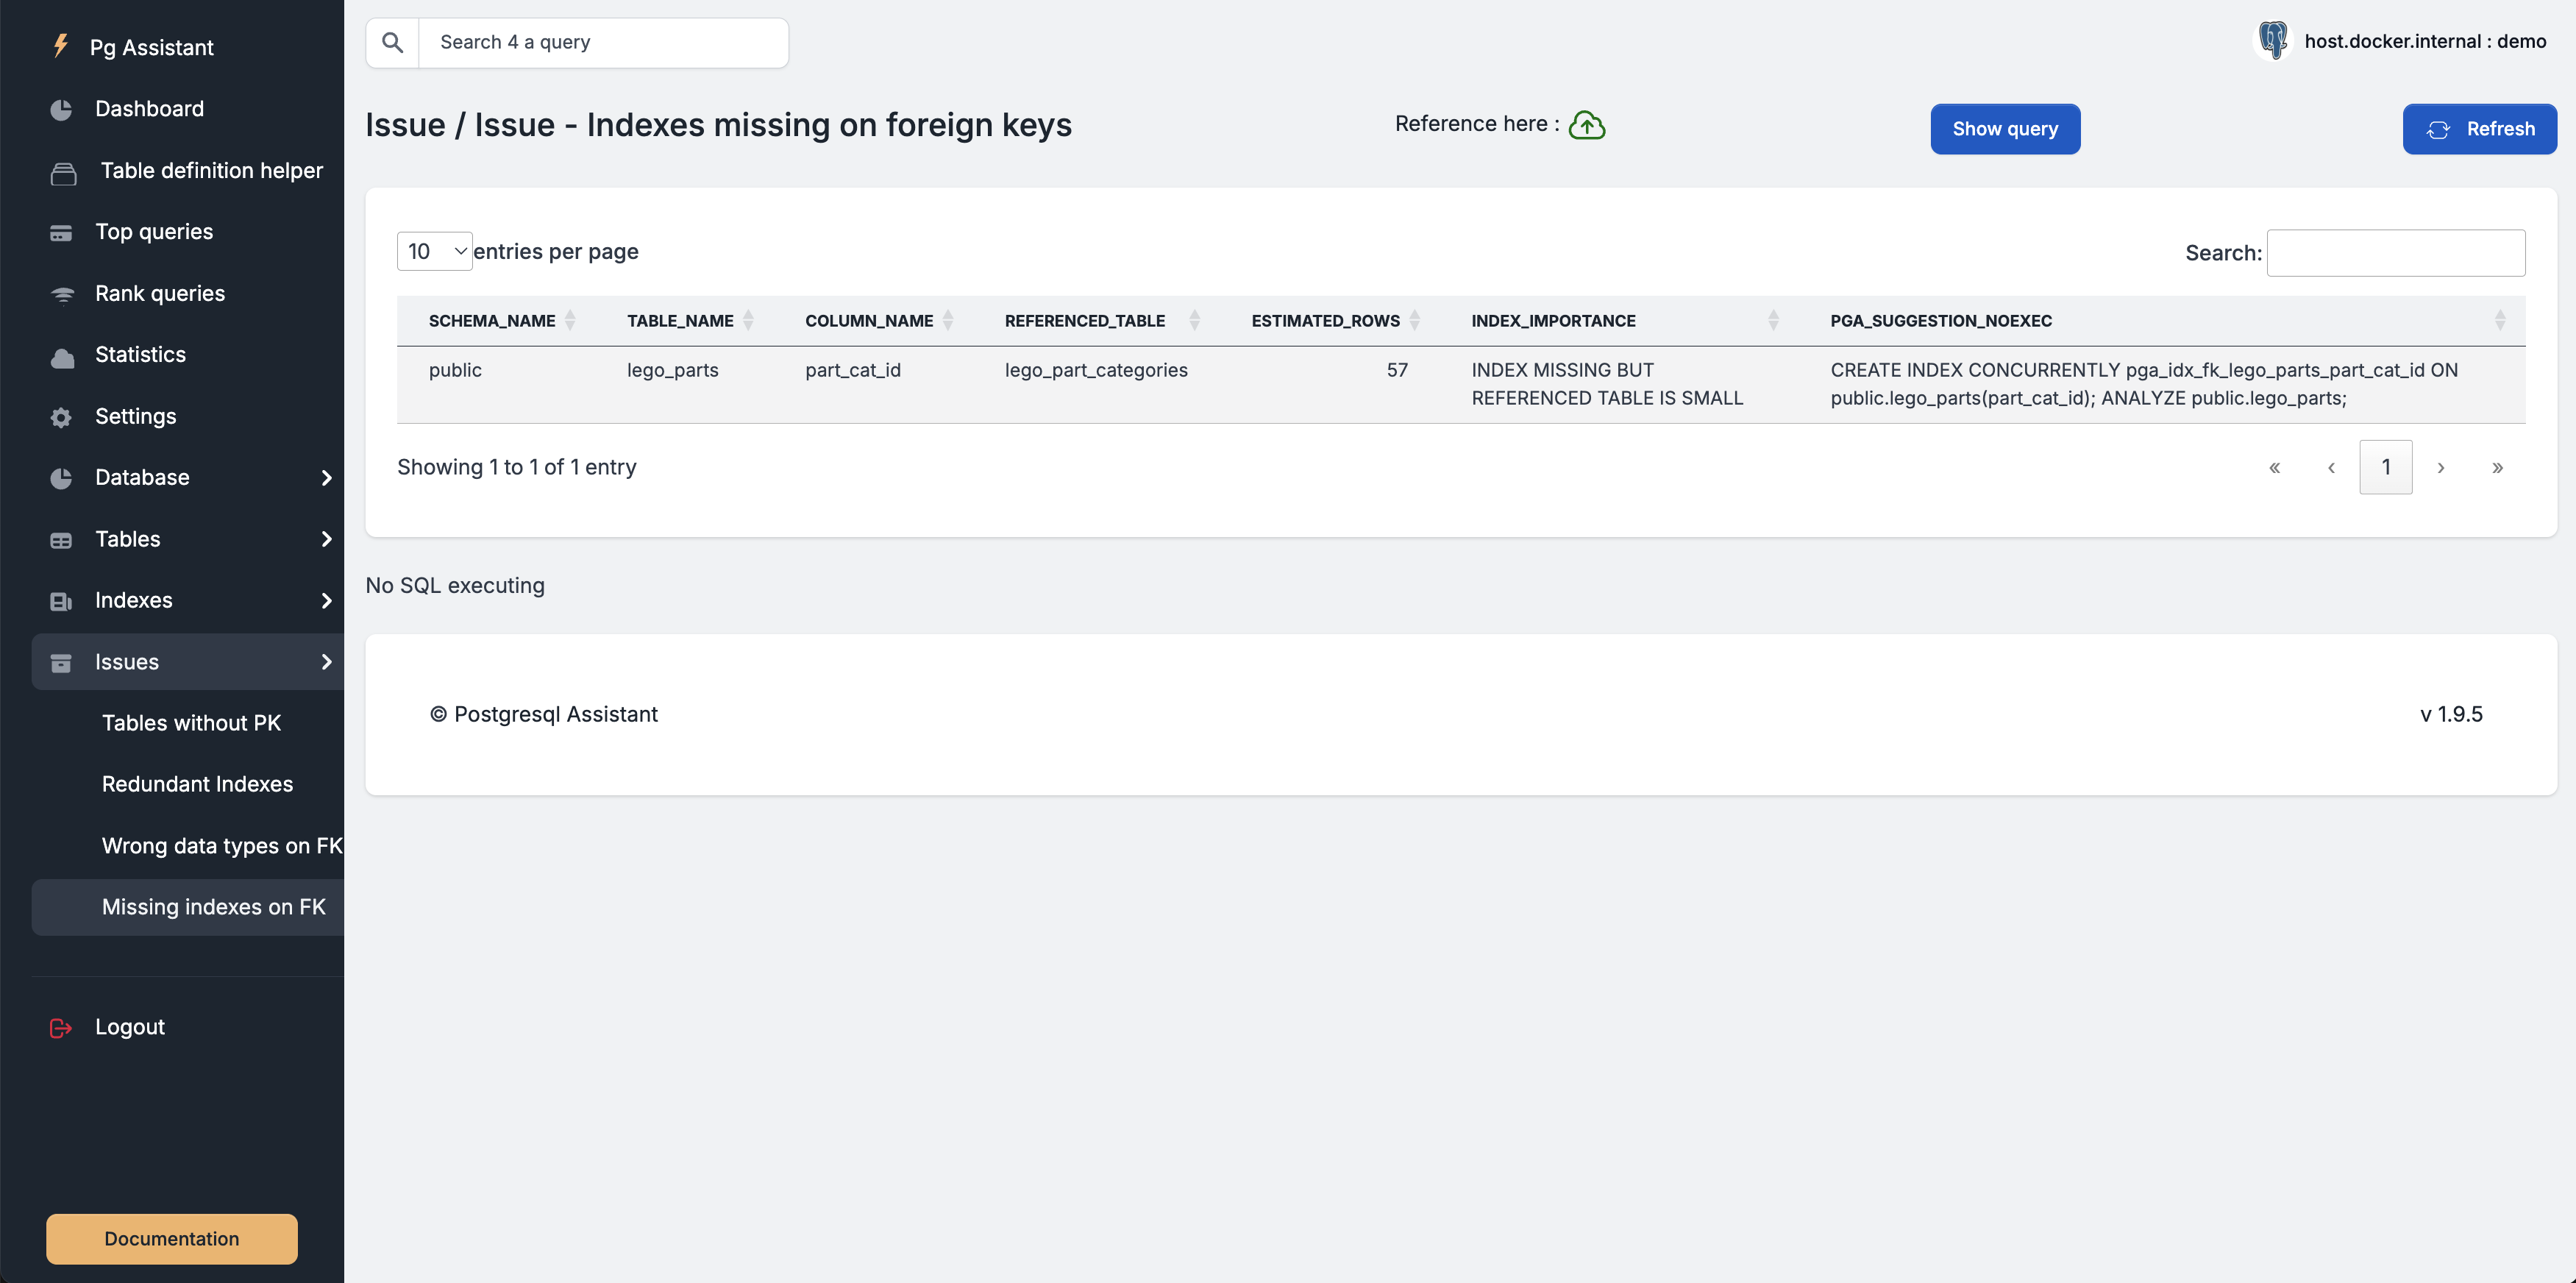 Pg Assistant
Dashboard
Table definition helper
Top queries
Rank queries
Statistics
Settings
Database
Tables
Indexes
Issues
Tables without PK
Redundant Indexes
Wrong data types on FK
Missing indexes on FK
Logout
Documentation
Search 4 a query
host.docker.internal : demo
Issue / Issue - Indexes missing on foreign keys
Reference here :
Show query
Refresh
10 entries per page
Search:
SCHEMA_NAME TABLE_NAME COLUMN_NAME REFERENCED_TABLE ESTIMATED_ROWS INDEX_IMPORTANCE PGA_SUGGESTION_NOEXEC
public lego_parts part_cat_id lego_part_categories 57 INDEX MISSING BUT CREATE INDEX CONCURRENTLY pga_idx_fk_lego_parts_part_cat_id ON
REFERENCED TABLE IS SMALL public.lego_parts(part_cat_id); ANALYZE public.lego_parts;
Showing 1 to 1 of 1 entry
« ‹ 1 › »
No SQL executing
© Postgresql Assistant
v 1.9.5